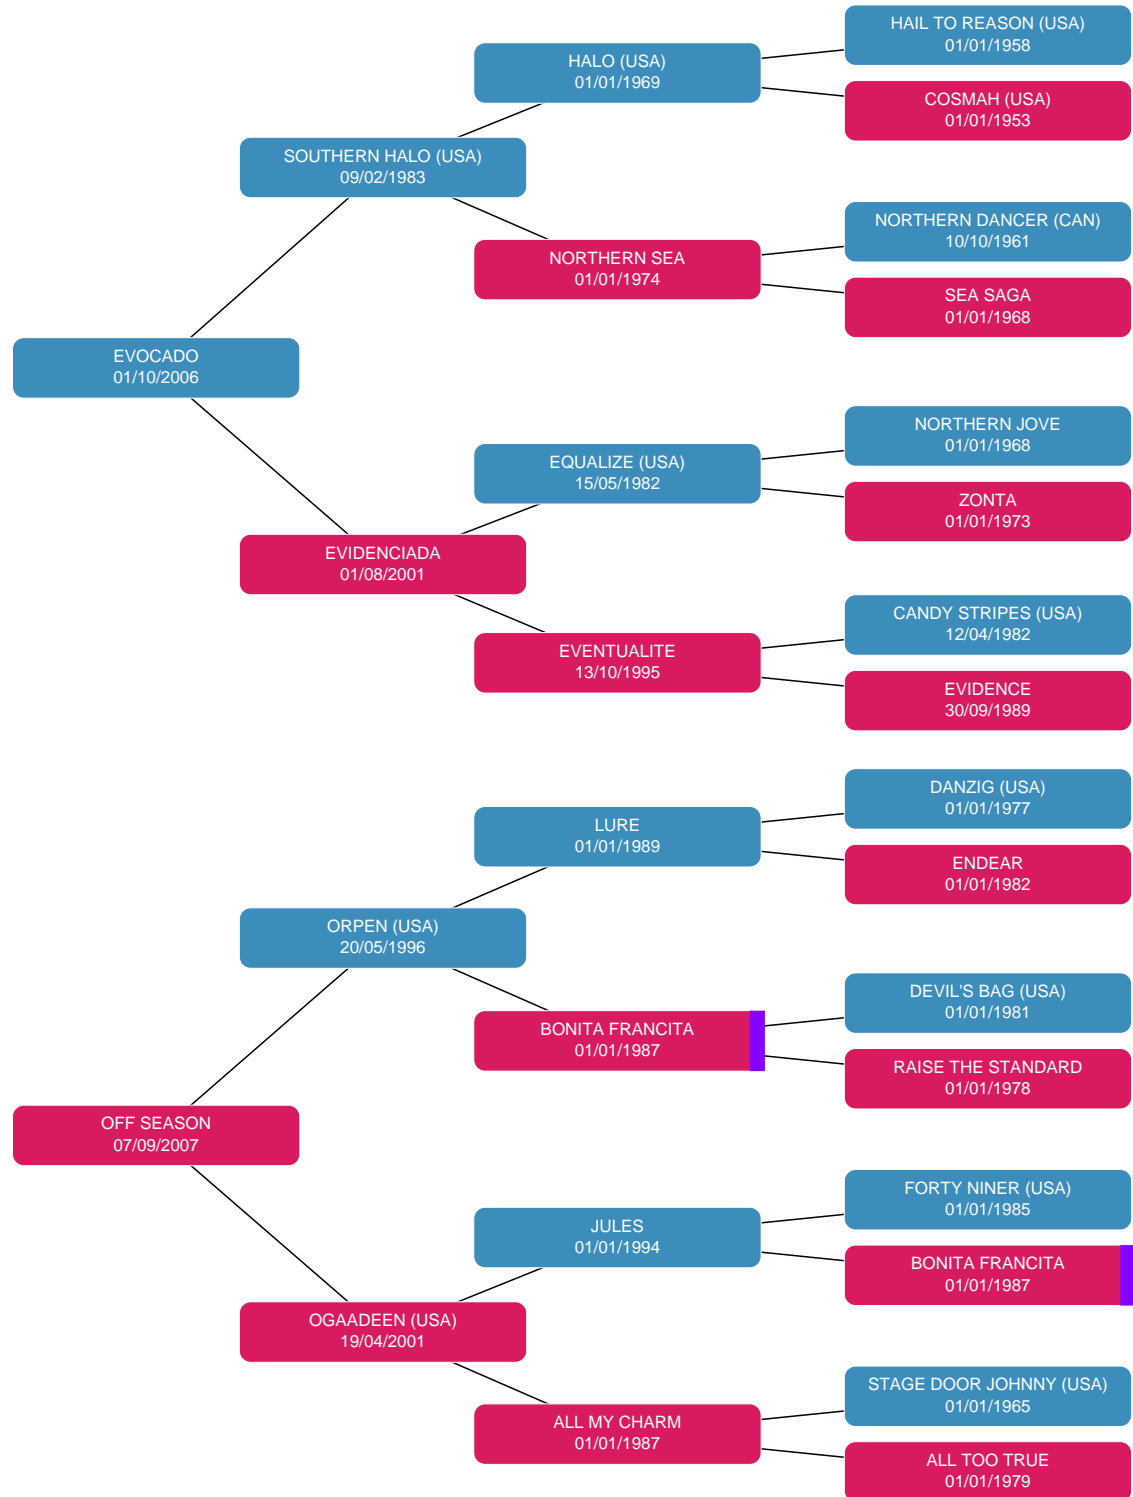 HAIL TO REASON (USA)
01/01/1958
HALO (USA)
01/01/1969
COSMAH (USA)
01/01/1953
SOUTHERN HALO (USA)
09/02/1983
NORTHERN DANCER (CAN)
10/10/1961
NORTHERN SEA
01/01/1974
SEA SAGA
01/01/1968
EVOCADO
01/10/2006
NORTHERN JOVE
01/01/1968
EQUALIZE (USA)
15/05/1982
ZONTA
01/01/1973
EVIDENCIADA
01/08/2001
CANDY STRIPES (USA)
12/04/1982
EVENTUALITE
13/10/1995
EVIDENCE
30/09/1989
DANZIG (USA)
01/01/1977
LURE
01/01/1989
ENDEAR
01/01/1982
ORPEN (USA)
20/05/1996
DEVIL'S BAG (USA)
01/01/1981
BONITA FRANCITA
01/01/1987
RAISE THE STANDARD
01/01/1978
OFF SEASON
07/09/2007
FORTY NINER (USA)
01/01/1985
JULES
01/01/1994
BONITA FRANCITA
01/01/1987
OGAADEEN (USA)
19/04/2001
STAGE DOOR JOHNNY (USA)
01/01/1965
ALL MY CHARM
01/01/1987
ALL TOO TRUE
01/01/1979